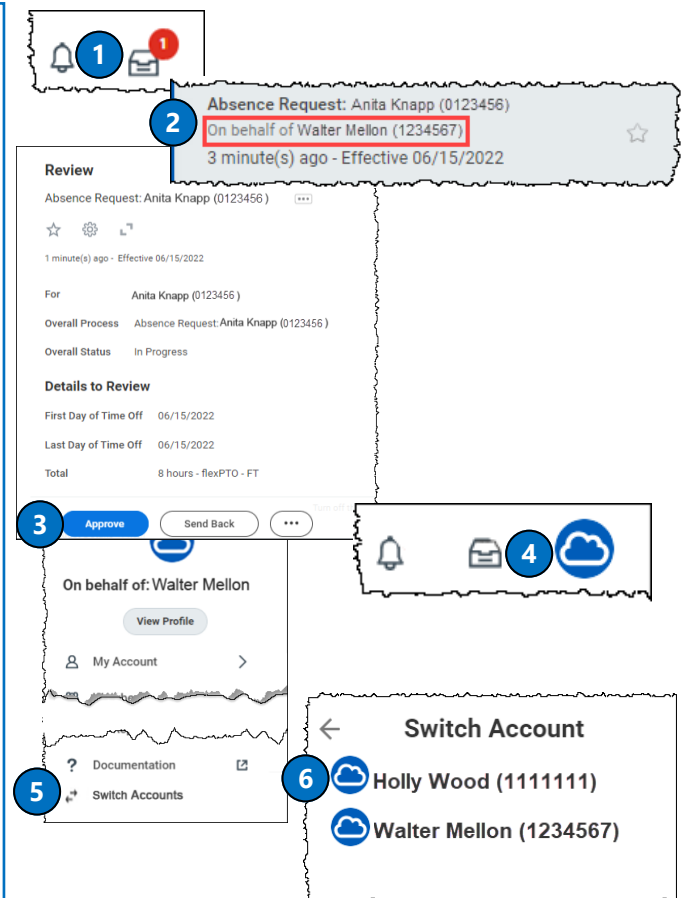 1
1
2
Absence Request: Anita Knapp (0123456)
On behalf of Walter Mellon (1234567)
3 minute(s) ago - Effective 06/15/2022
Review
Absence Request: Anita Knapp (0123456 )
1 minute(s) ago - Effective 06/15/2022
For Anita Knapp (0123456 )
Overall Process Absence Request: Anita Knapp (0123456 )
Overall Status In Progress
Details to Review
First Day of Time Off 06/15/2022
Last Day of Time Off 06/15/2022
Total 8 hours - flexPTO - FT
Turn off
3 Approve Send Back
4
On behalf of: Walter Mellon
View Profile
My Account
? Documentation
5 Switch Accounts
Switch Account
6 Holly Wood (1111111)
Walter Mellon (1234567)